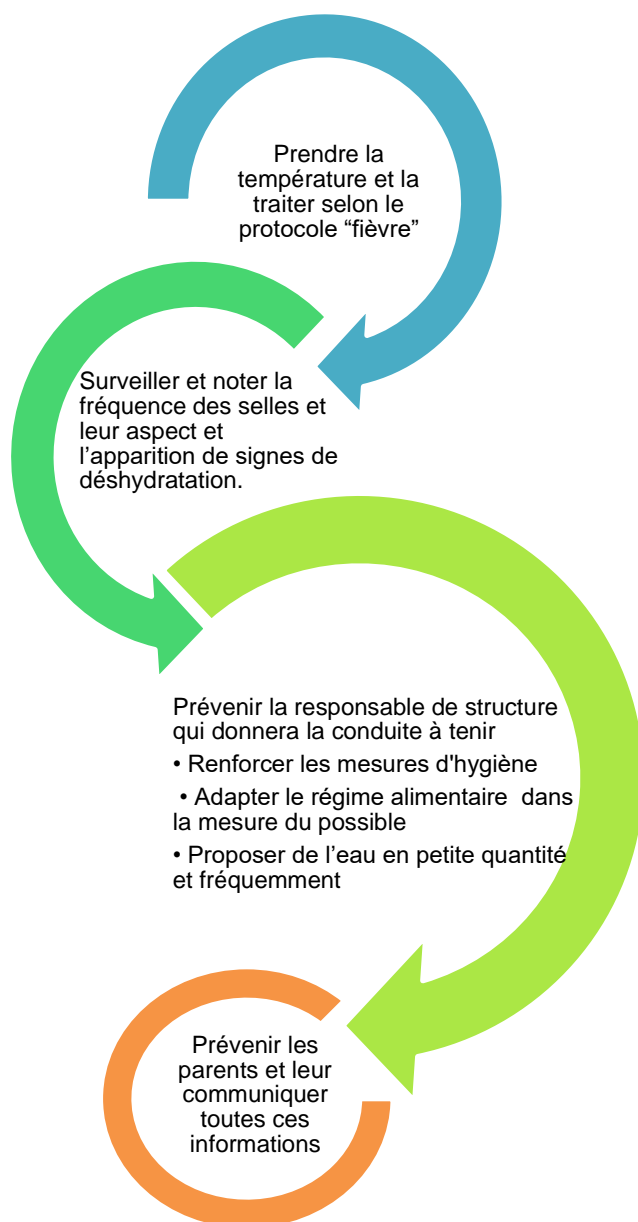 Prendre la
température et la
traiter selon le
protocole “fièvre”
Surveiller et noter la
fréquence des selles et
leur aspect et
l’apparition de signes de
déshydratation.
Prévenir la responsable de structure
qui donnera la conduite à tenir
• Renforcer les mesures d'hygiène
• Adapter le régime alimentaire  dans
la mesure du possible
• Proposer de l’eau en petite quantité
et fréquemment
Prévenir les
parents et leur
communiquer
toutes ces
informations